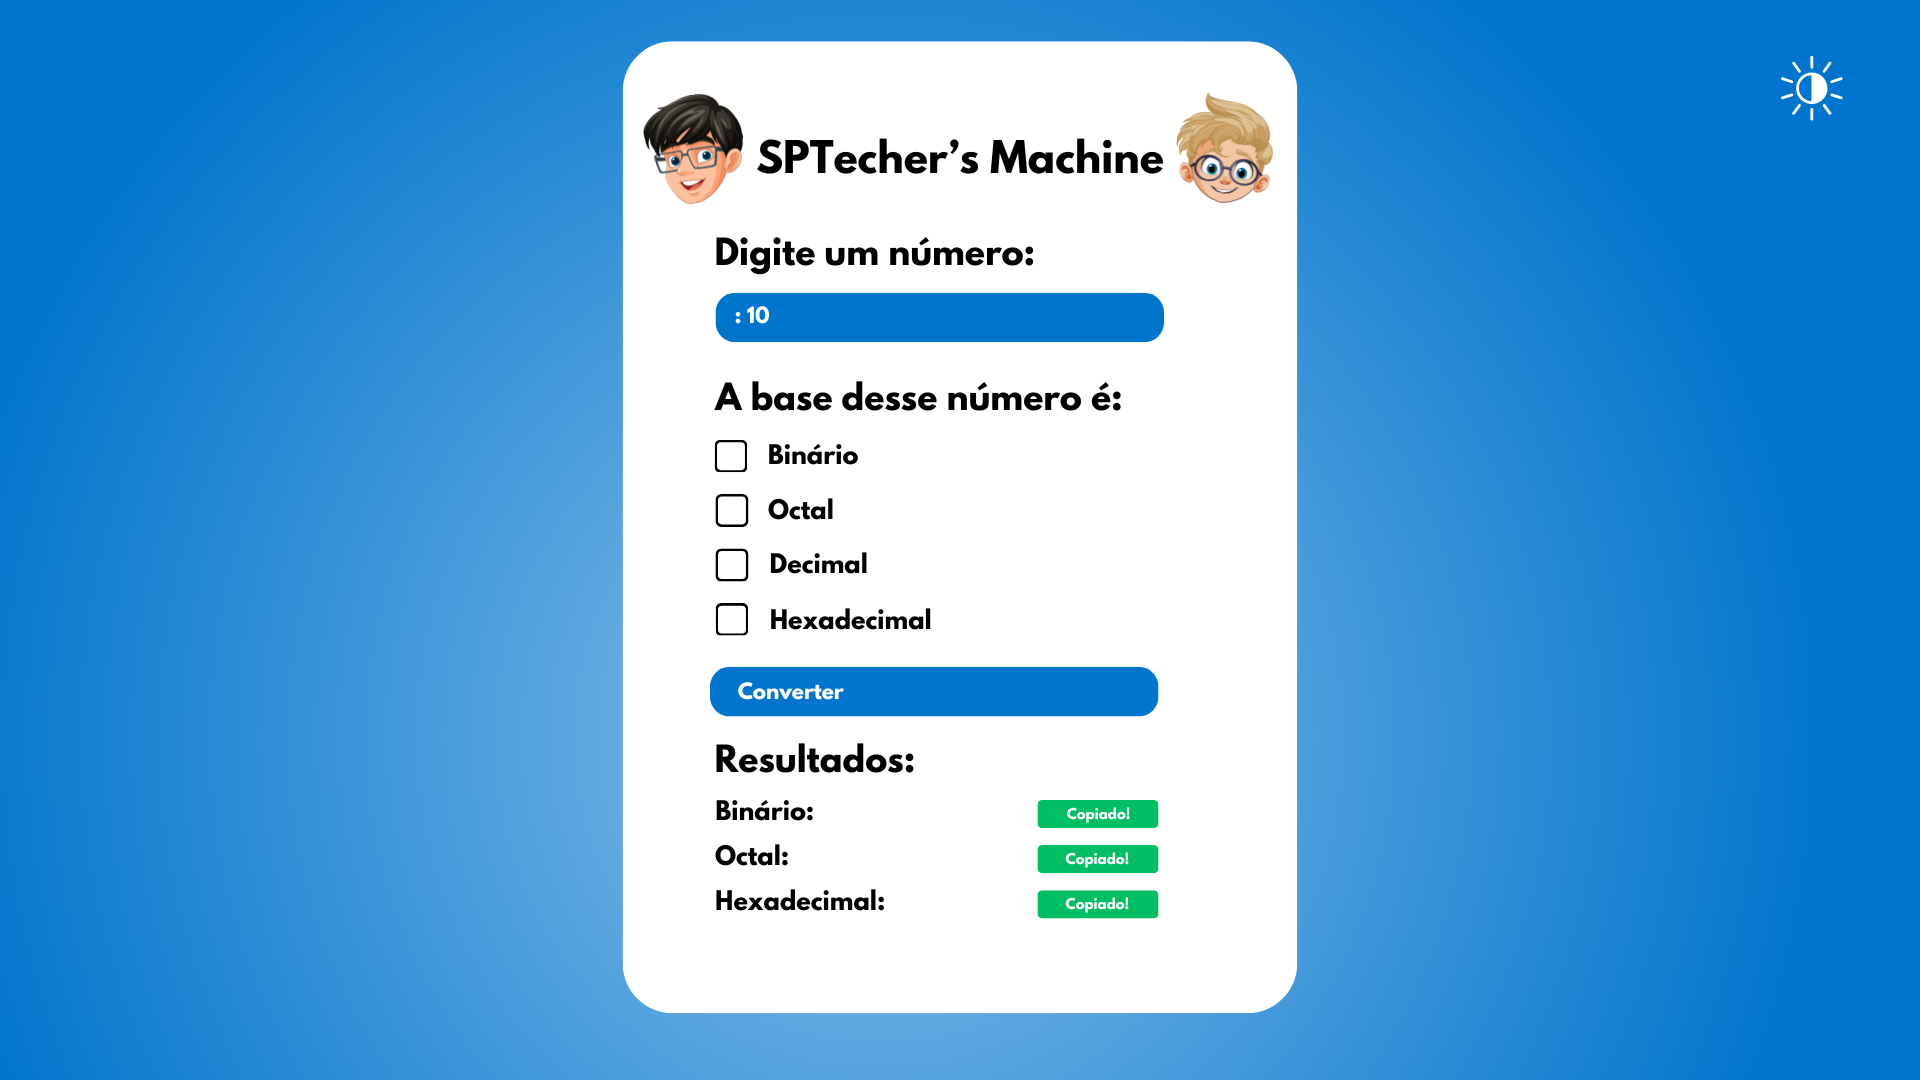 SPTecher’s Machine
Digite um número:
: 10
A base desse número é:
Binário
Octal
Decimal
Hexadecimal
Converter
Resultados:
Binário: Copiado!
Octal: Copiado!
Hexadecimal: Copiado!